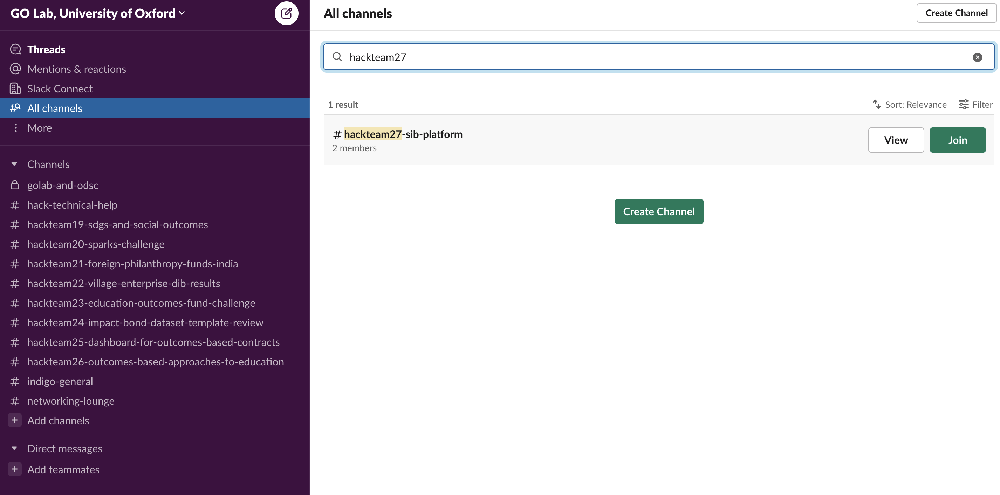 GO Lab, University of Oxford
Threads
Mentions & reactions
Slack Connect
All channels
More
Channels
golab-and-odsc
# hack-technical-help
# hackteam19-sdgs-and-social-outcomes
# hackteam20-sparks-challenge
# hackteam21-foreign-philanthropy-funds-india
# hackteam22-village-enterprise-dib-results
# hackteam23-education-outcomes-fund-challenge
# hackteam24-impact-bond-dataset-template-review
# hackteam25-dashboard-for-outcomes-based-contracts
# hackteam26-outcomes-based-approaches-to-education
# indigo-general
# networking-lounge
+ Add channels
Direct messages
+ Add teammates
All channels
Create Channel
hackteam27
1 result
Sort: Relevance
Filter
# hackteam27-sib-platform
2 members
View
Join
Create Channel